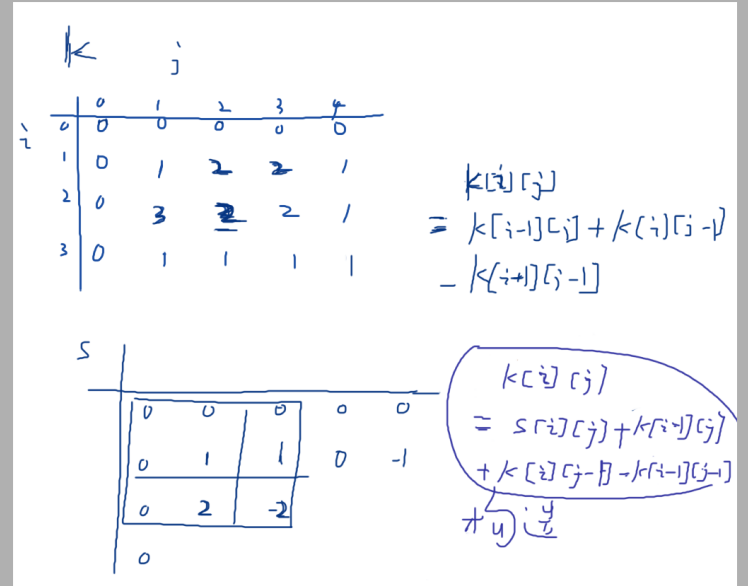 k
j
0 1 2 3 4
i
0 0 0 0 0 0
1 0 1 2 2 1
2 0 3 2 2 1
3 0 1 1 1 1
k[i][j]
= k[i-1][j] + k[i][j-1]
- k[i+1][j-1]
s
0 0 0 0 0
0 1 1 0 -1
0 2 -2
0
k[i][j]
= s[i][j] + k[i-1][j]
+ k[i][j-1] - k[i-1][j-1]
构造